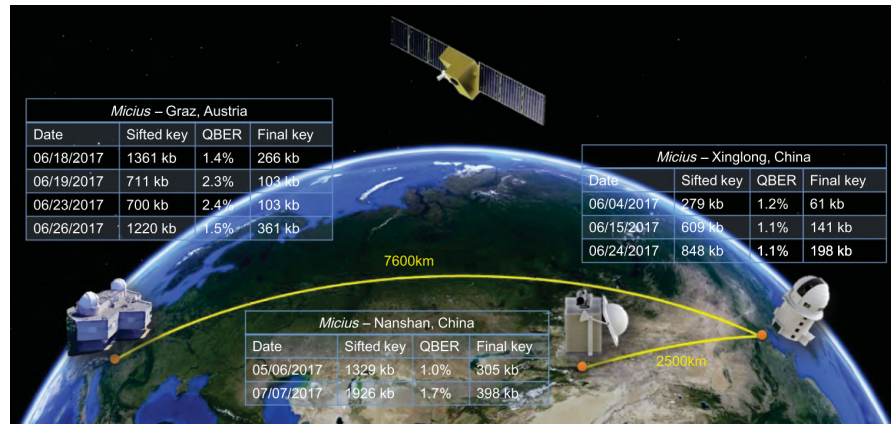 Micius – Graz, Austria
Date Sifted key QBER Final key
06/18/2017 1361 kb 1.4% 266 kb
06/19/2017 711 kb 2.3% 103 kb
06/23/2017 700 kb 2.4% 103 kb
06/26/2017 1220 kb 1.5% 361 kb
Micius – Xinglong, China
Date Sifted key QBER Final key
06/04/2017 279 kb 1.2% 61 kb
06/15/2017 609 kb 1.1% 141 kb
06/24/2017 848 kb 1.1% 198 kb
7600km
Micius – Nanshan, China
Date Sifted key QBER Final key
05/06/2017 1329 kb 1.0% 305 kb
07/07/2017 1926 kb 1.7% 398 kb
2500km